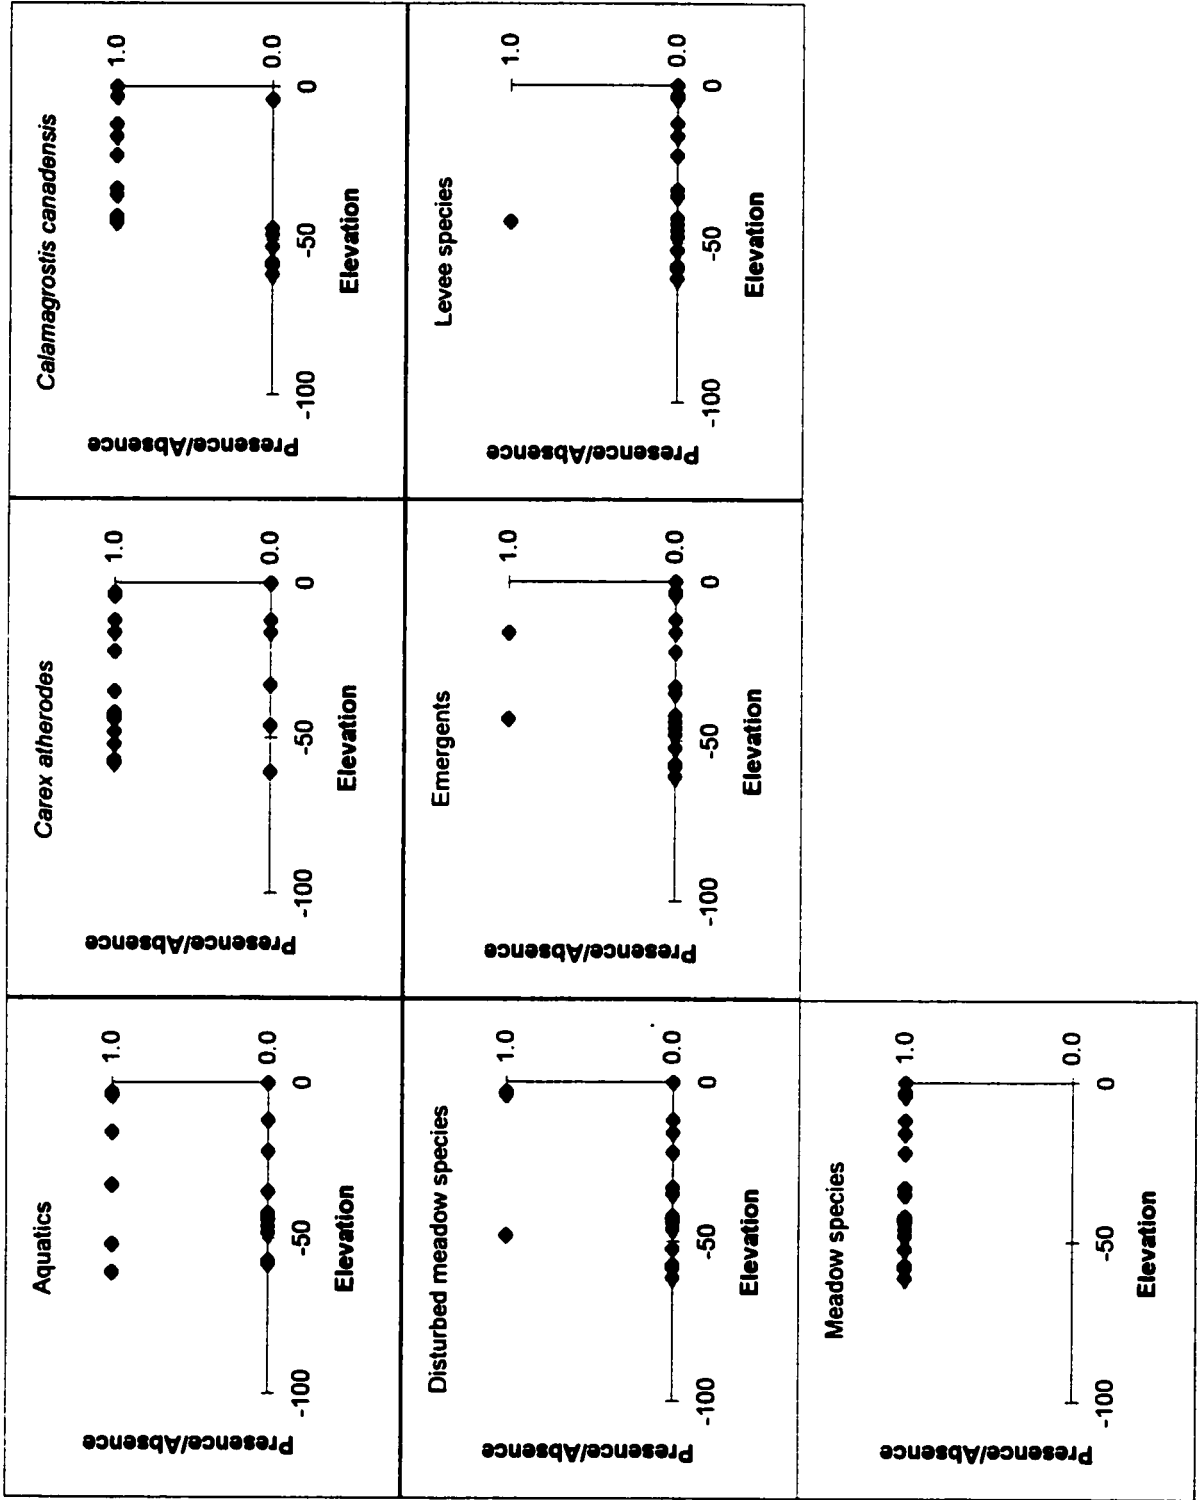 Aquatics
Presence/Absence
1.0
0.0
-100
-50
0
Elevation
Carex atherodes
Presence/Absence
1.0
0.0
-100
-50
0
Elevation
Calamagrostis canadensis
Presence/Absence
1.0
0.0
-100
-50
0
Elevation
Disturbed meadow species
Presence/Absence
1.0
0.0
-100
-50
0
Elevation
Emergents
Presence/Absence
1.0
0.0
-100
-50
0
Elevation
Levee species
Presence/Absence
1.0
0.0
-100
-50
0
Elevation
Meadow species
Presence/Absence
1.0
0.0
-100
-50
0
Elevation